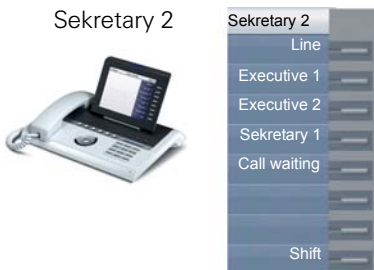 Sekretary 2
Sekretary 2
Line
Executive 1
Executive 2
Sekretary 1
Call waiting
Shift